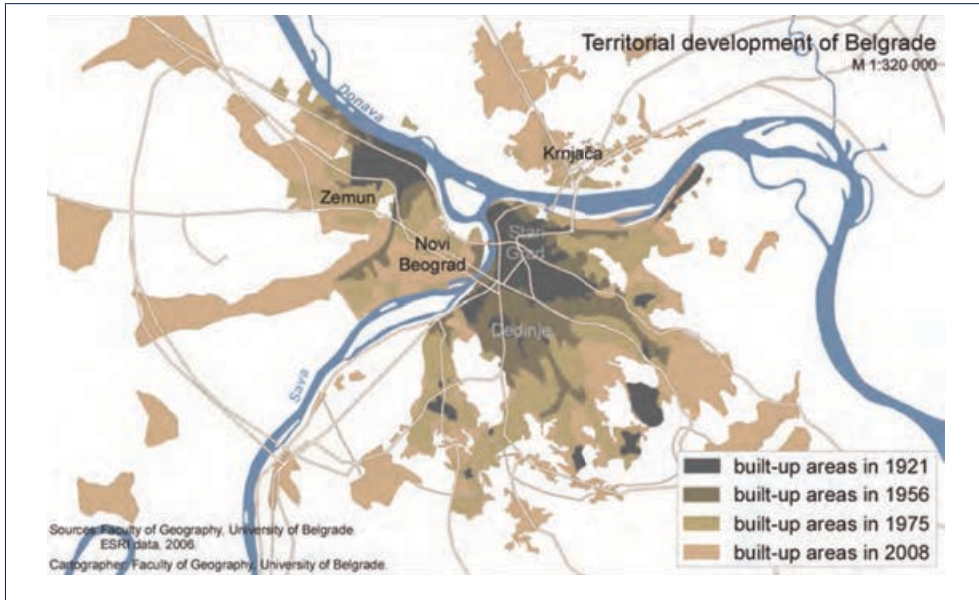 Territorial development of Belgrade
M 1:320 000
Donava
Krnjača
Zemun
Stari
Grad
Novi
Beograd
Dedinje
Sava
built-up areas in 1921
built-up areas in 1956
built-up areas in 1975
built-up areas in 2008
Sources: Faculty of Geography, University of Belgrade
ESRI data, 2006.
Cartographer: Faculty of Geography, University of Belgrade.